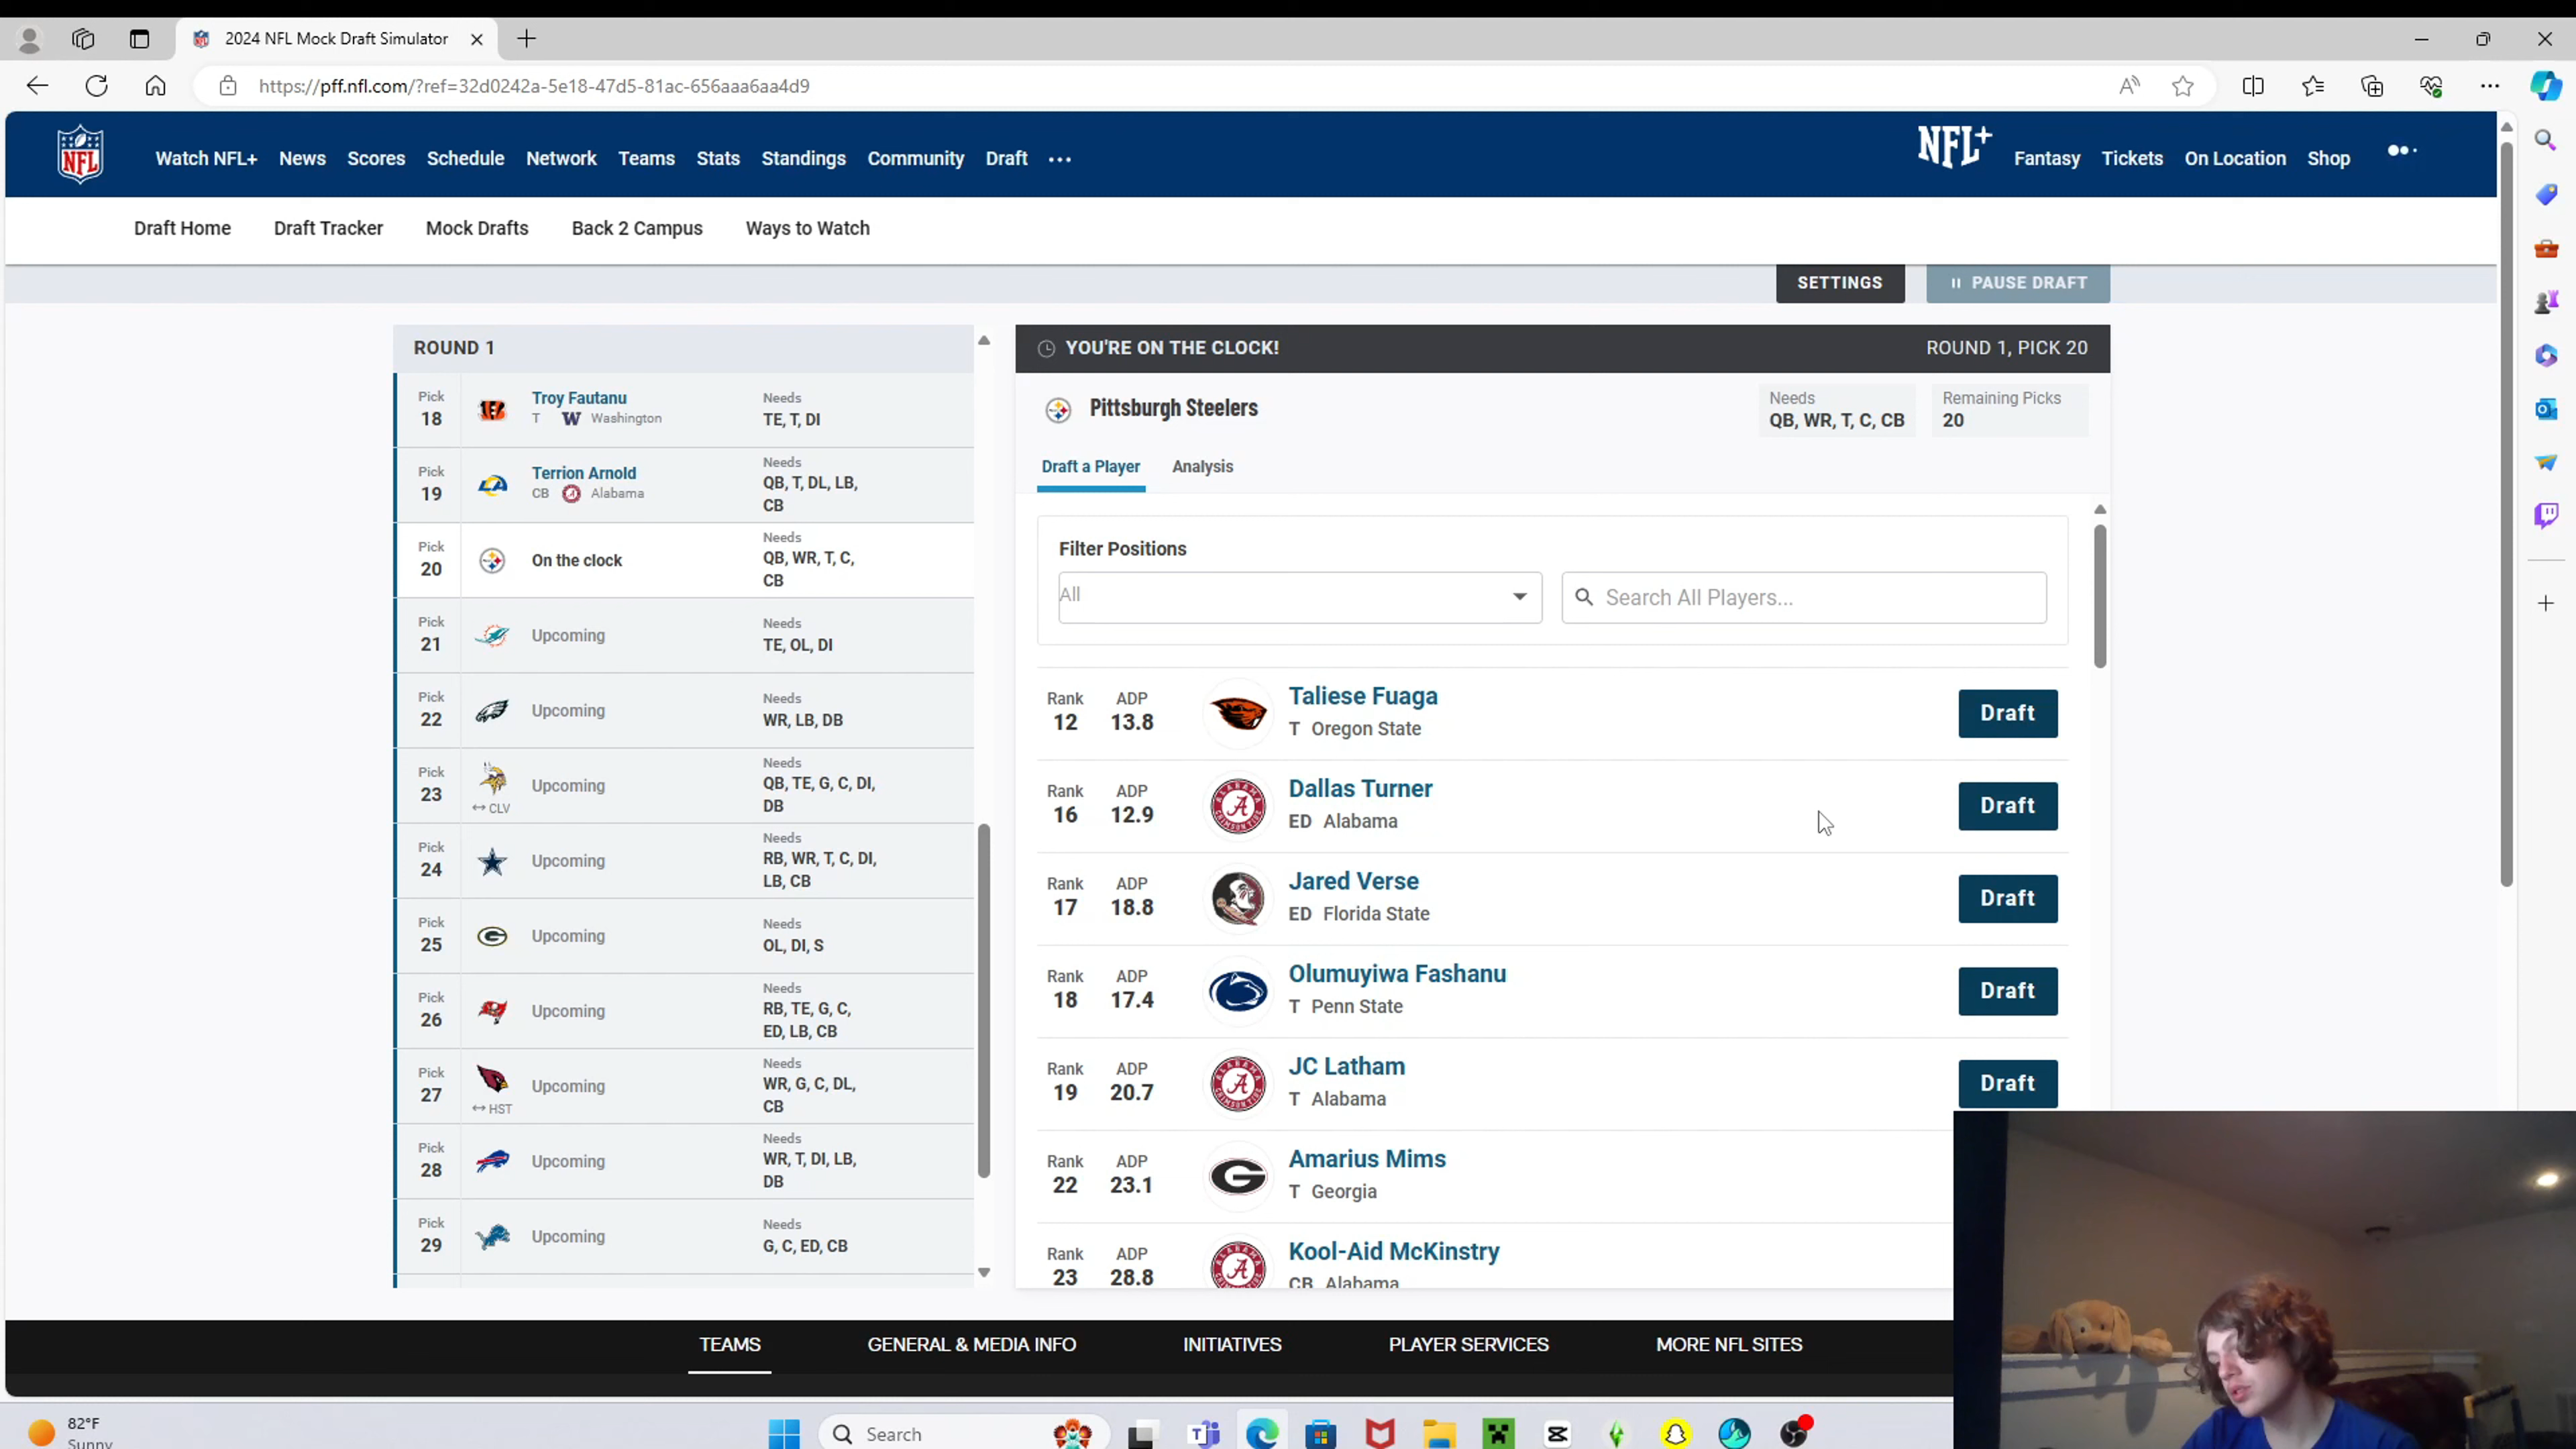 2024 NFL Mock Draft Simulator
https://pff.nfl.com/?ref=32d0242a-5e18-47d5-81ac-656aaa6aa4d9
NFL Watch NFL+ News Scores Schedule Network Teams Stats Standings Community Draft ... NFL+ Fantasy Tickets On Location Shop
Draft Home Draft Tracker Mock Drafts Back 2 Campus Ways to Watch
SETTINGS PAUSE DRAFT
ROUND 1
Pick 18 Troy Fautanu Needs
T W Washington TE, T, DI
Pick 19 Terrion Arnold Needs
CB Alabama QB, T, DL, LB,
CB
Pick 20 On the clock Needs
QB, WR, T, C,
CB
Pick 21 Upcoming Needs
TE, OL, DI
Pick 22 Upcoming Needs
WR, LB, DB
Pick 23 Upcoming Needs
QB, TE, G, C, DI,
↔ CLV DB
Pick 24 Upcoming Needs
RB, WR, T, C, DI,
LB, CB
Pick 25 Upcoming Needs
OL, DI, S
Pick 26 Upcoming Needs
RB, TE, G, C,
ED, LB, CB
Pick 27 Upcoming Needs
WR, G, C, DL,
↔ HST CB
Pick 28 Upcoming Needs
WR, T, DI, LB,
DB
Pick 29 Upcoming Needs
G, C, ED, CB
YOU'RE ON THE CLOCK! ROUND 1, PICK 20
Pittsburgh Steelers Needs Remaining Picks
QB, WR, T, C, CB 20
Draft a Player Analysis
Filter Positions
All Search All Players...
Rank ADP Taliese Fuaga Draft
12 13.8 T Oregon State
Rank ADP Dallas Turner Draft
16 12.9 ED Alabama
Rank ADP Jared Verse Draft
17 18.8 ED Florida State
Rank ADP Olumuyiwa Fashanu Draft
18 17.4 T Penn State
Rank ADP JC Latham Draft
19 20.7 T Alabama
Rank ADP Amarius Mims
22 23.1 T Georgia
Rank ADP Kool-Aid McKinstry
23 28.8 CB Alabama
TEAMS GENERAL & MEDIA INFO INITIATIVES PLAYER SERVICES MORE NFL SITES
82°F
Sunny
Search